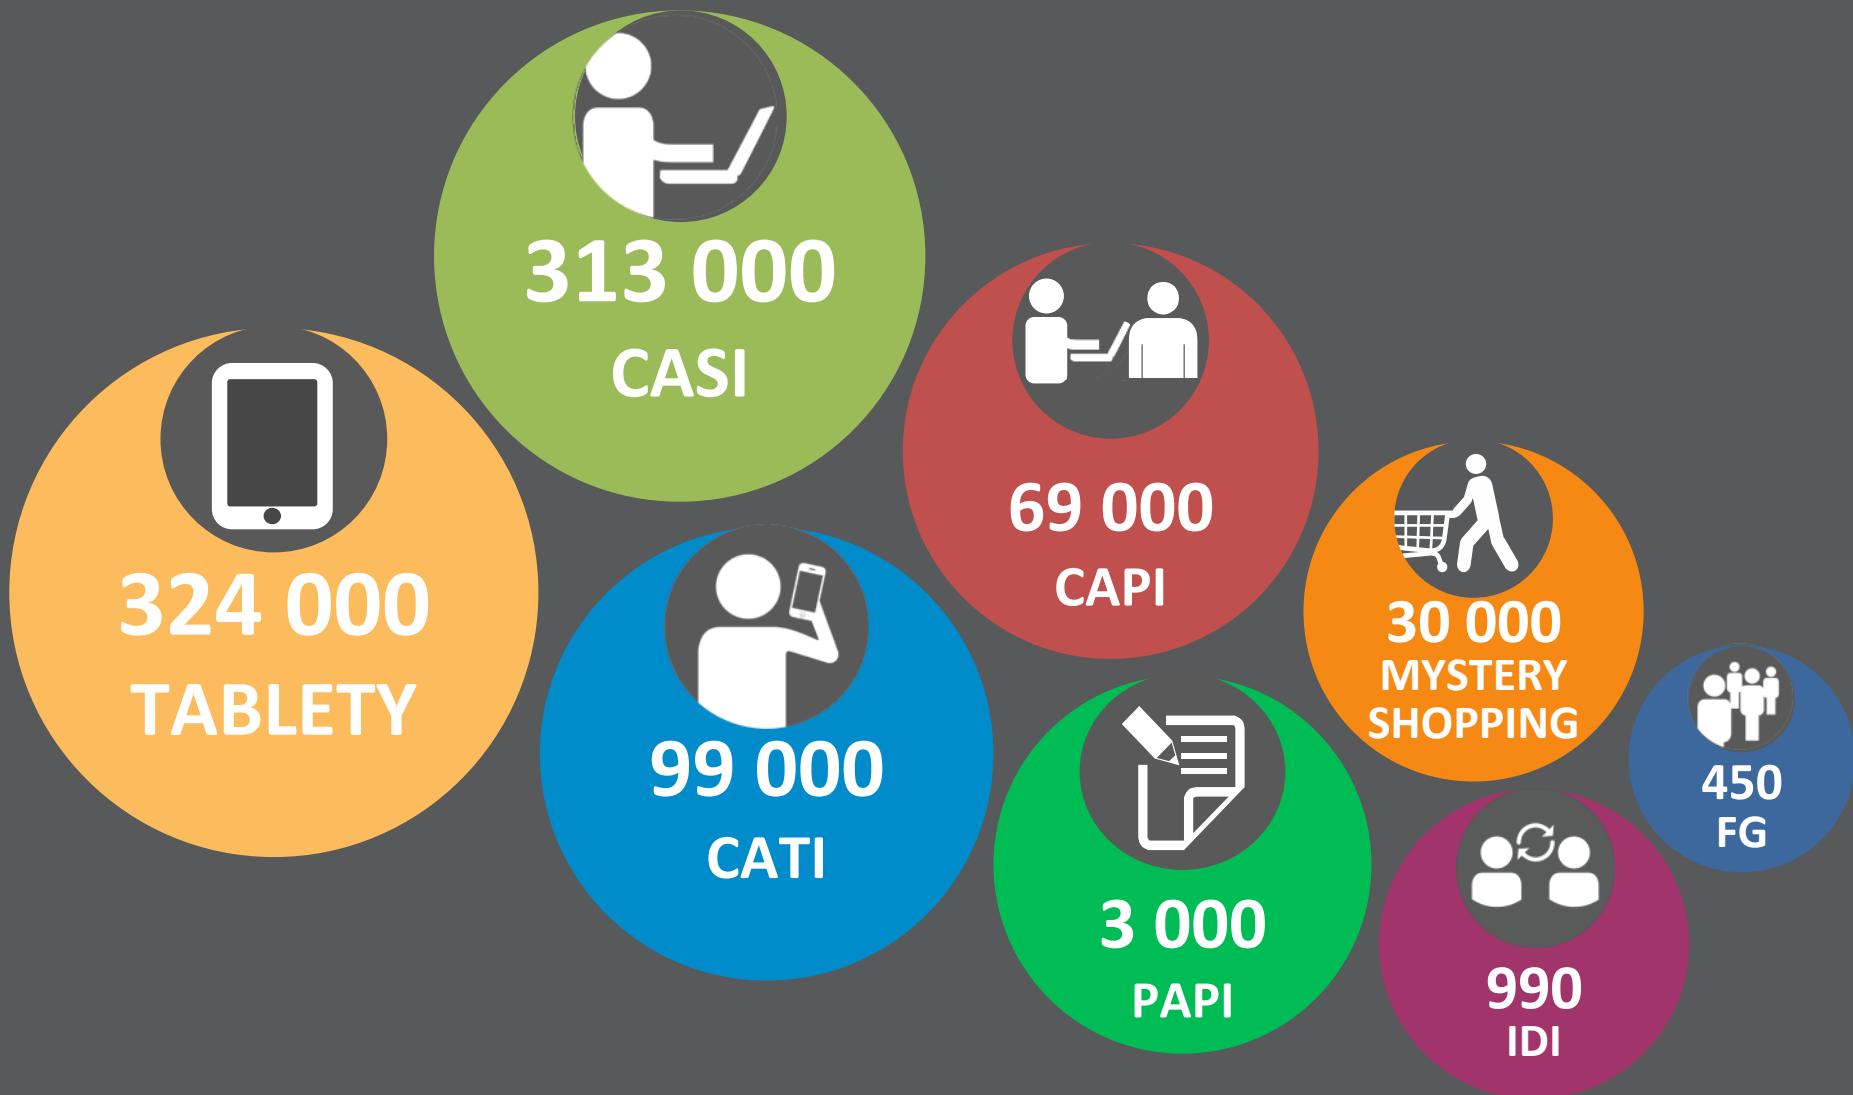 313 000
CASI
324 000
TABLETY
69 000
CAPI
99 000
CATI
30 000
MYSTERY
SHOPPING
3 000
PAPI
450
FG
990
IDI